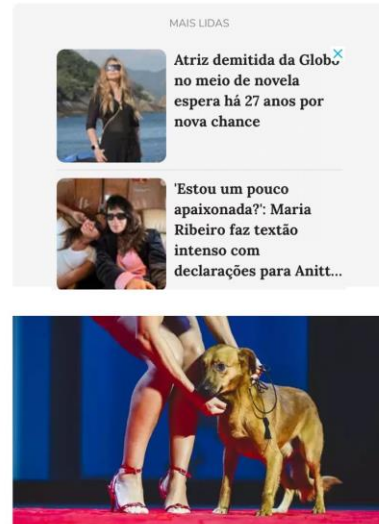 MAIS LIDAS
Atriz demitida da Globo
no meio de novela
espera há 27 anos por
nova chance
'Estou um pouco
apaixonada?': Maria
Ribeiro faz textão
intenso com
declarações para Anitt...